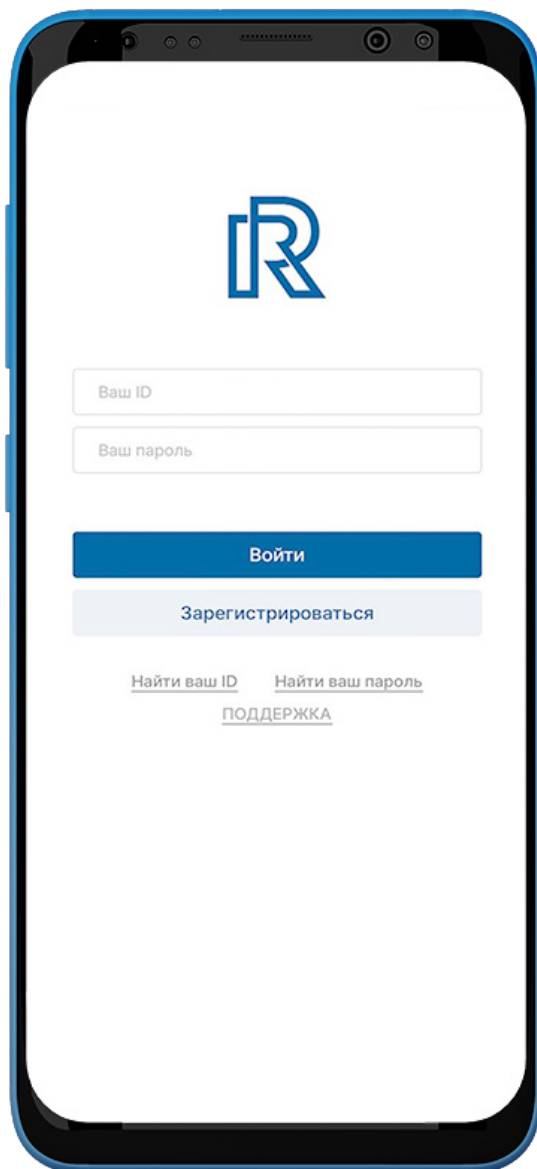 Ваш ID
Ваш пароль
Войти
Зарегистрироваться
Найти ваш ID Найти ваш пароль
ПОДДЕРЖКА